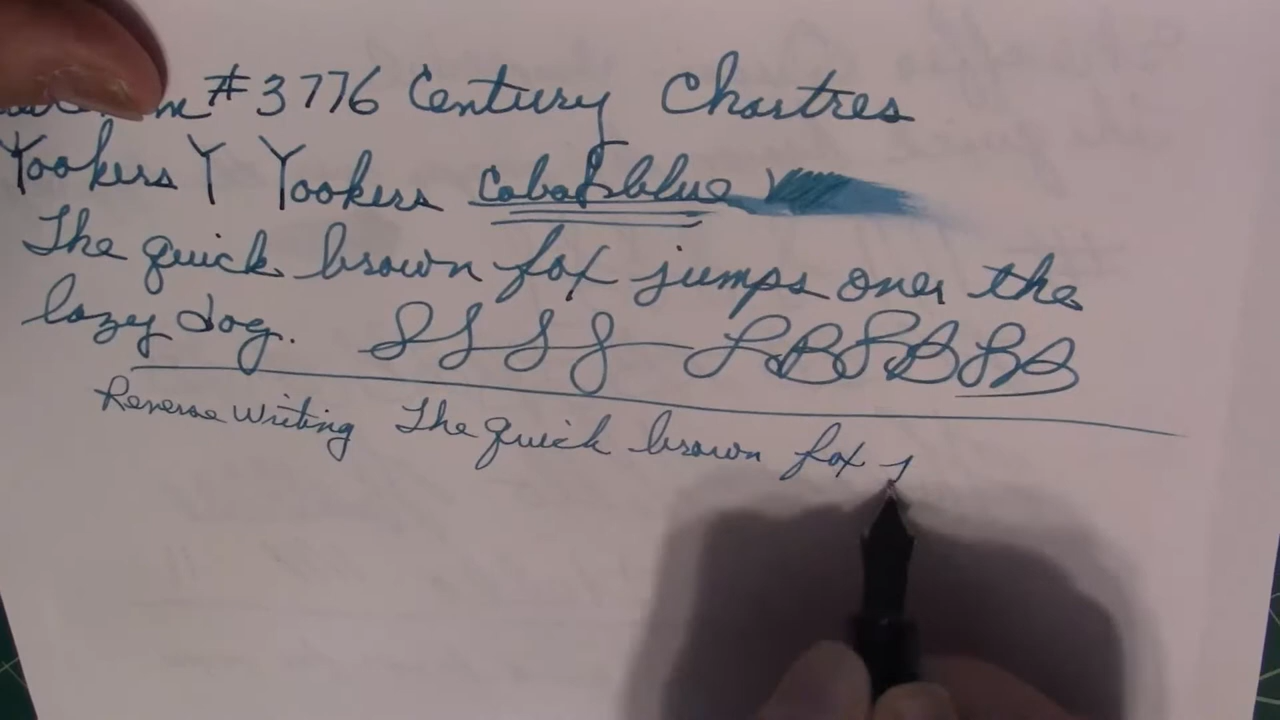 #3776 Century Chartres
Yookers Y Yookers cobalt blue
The quick brown fox jumps over the
lazy dog. S S S S S B S B S B
Reverse Writing The quick brown fox j